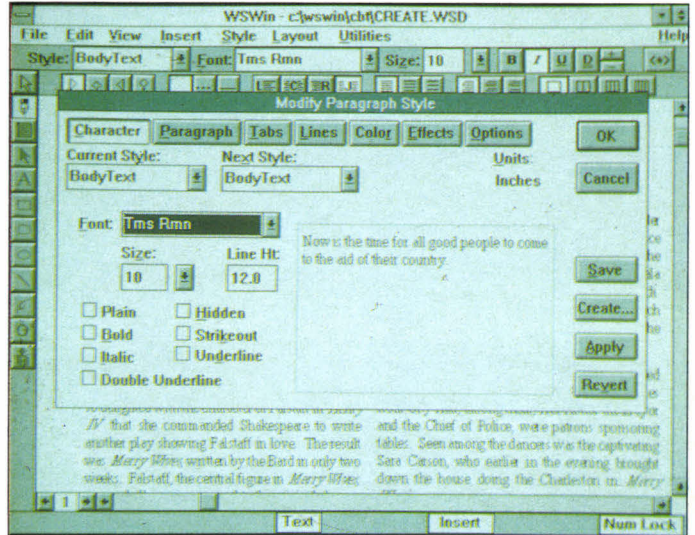 WSWin - c:\wswin\cbt\CREATE.WSD
File Edit View Insert Style Layout Utilities Help
Style: BodyText Font: Tms Rmn Size: 10 B I U D
Modify Paragraph Style
Character Paragraph Tabs Lines Color Effects Options OK
Current Style: Next Style: Units:
BodyText BodyText Inches Cancel
Font: Tms Rmn
Now is the time for all good people to come
to the aid of their country.
Size: Line Ht:
10 12.0 Save
Plain Hidden Create...
Bold Strikeout
Italic Underline Apply
Double Underline Revert
IV that she commanded Shakespeare to write
another play showing Falstaff in love. The result
was Merry Wives, written by the Bard in only two
weeks. Falstaff, the central figure in Merry Wives
and the Chief of Police, were patrons sponsoring
tables. Seen among the dancers was the captivating
Sara Carson, who earlier in the evening brought
down the house doing the Charleston in Merry
1
Text Insert Num Lock